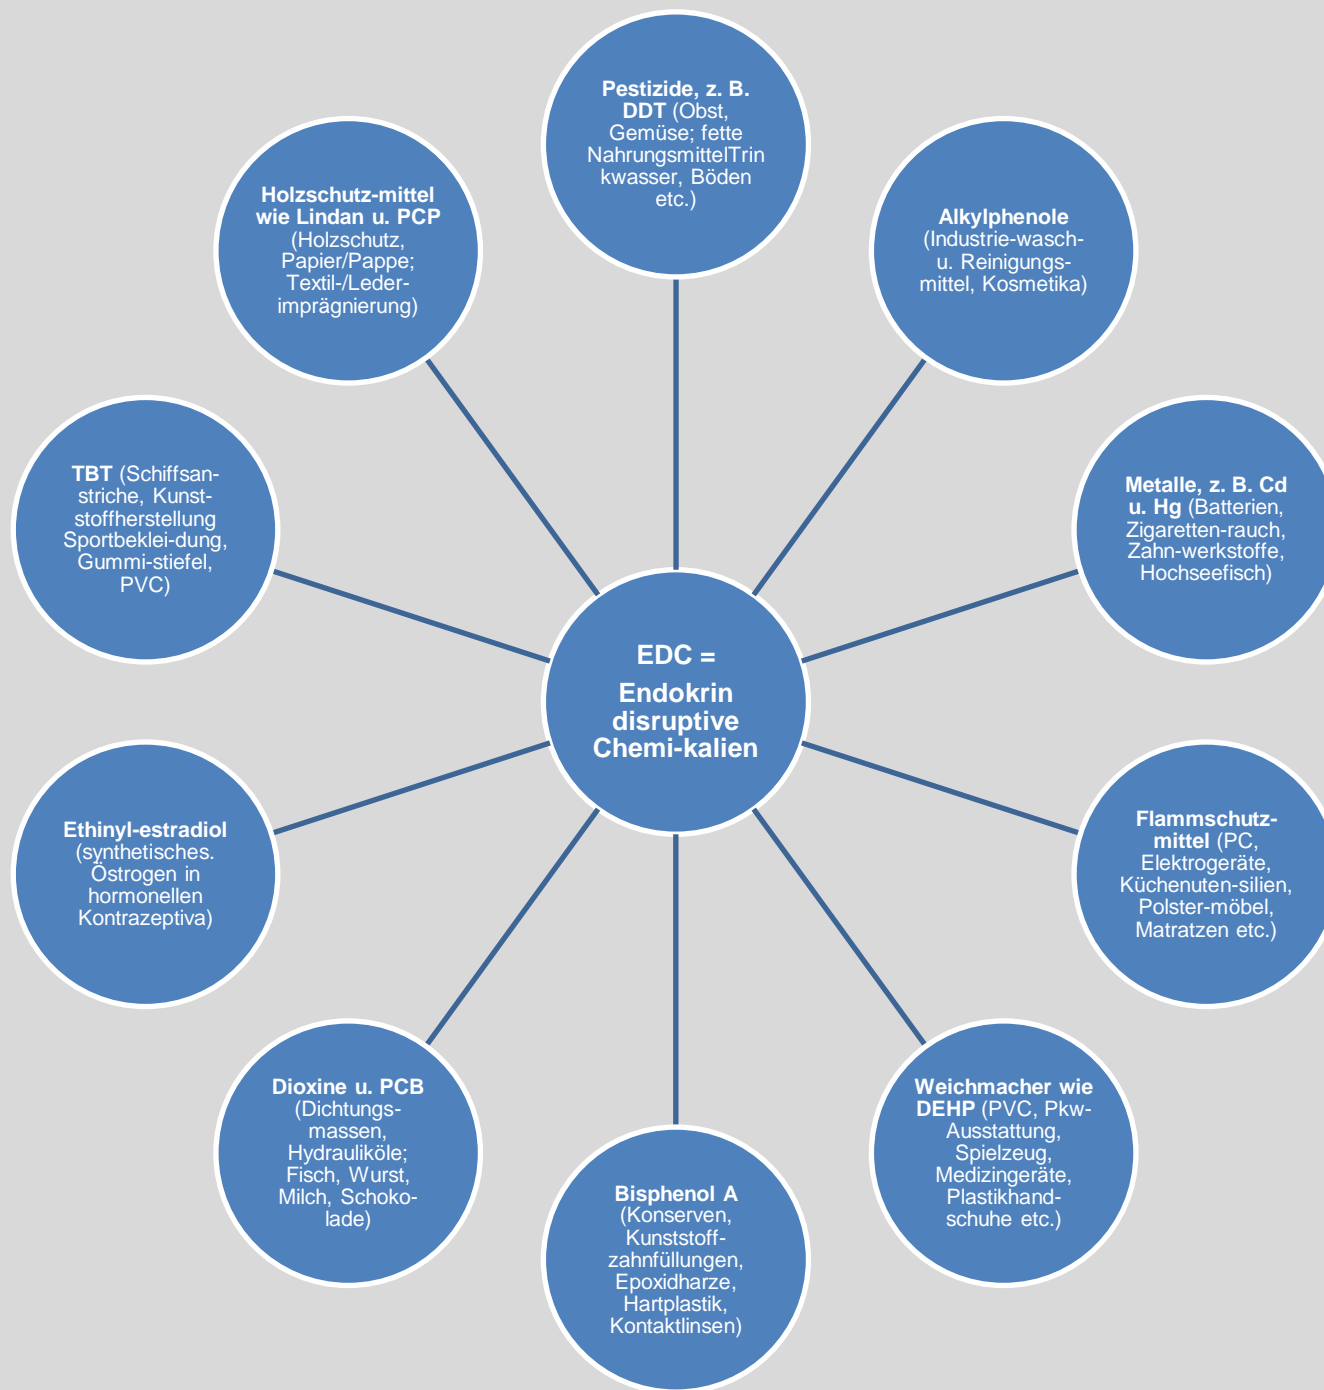 Pestizide, z. B.
DDT (Obst,
Gemüse; fette
NahrungsmittelTrin
kwasser, Böden
etc.)
Alkylphenole
(Industrie-wasch-
u. Reinigungs-
mittel, Kosmetika)
Metalle, z. B. Cd
u. Hg (Batterien,
Zigaretten-rauch,
Zahn-werkstoffe,
Hochseefisch)
Flammschutz-
mittel (PC,
Elektrogeräte,
Küchenuten-silien,
Polster-möbel,
Matratzen etc.)
Weichmacher wie
DEHP (PVC, Pkw-
Ausstattung,
Spielzeug,
Medizingeräte,
Plastikhand-
schuhe etc.)
Bisphenol A
(Konserven,
Kunststoff-
zahnfüllungen,
Epoxidharze,
Hartplastik,
Kontaktlinsen)
Dioxine u. PCB
(Dichtungs-
massen,
Hydrauliköle;
Fisch, Wurst,
Milch, Schoko-
lade)
Ethinyl-estradiol
(synthetisches.
Östrogen in
hormonellen
Kontrazeptiva)
TBT (Schiffsan-
striche, Kunst-
stoffherstellung
Sportbeklei-dung,
Gummi-stiefel,
PVC)
Holzschutz-mittel
wie Lindan u. PCP
(Holzschutz,
Papier/Pappe;
Textil-/Leder-
imprägnierung)
EDC =
Endokrin
disruptive
Chemi-kalien